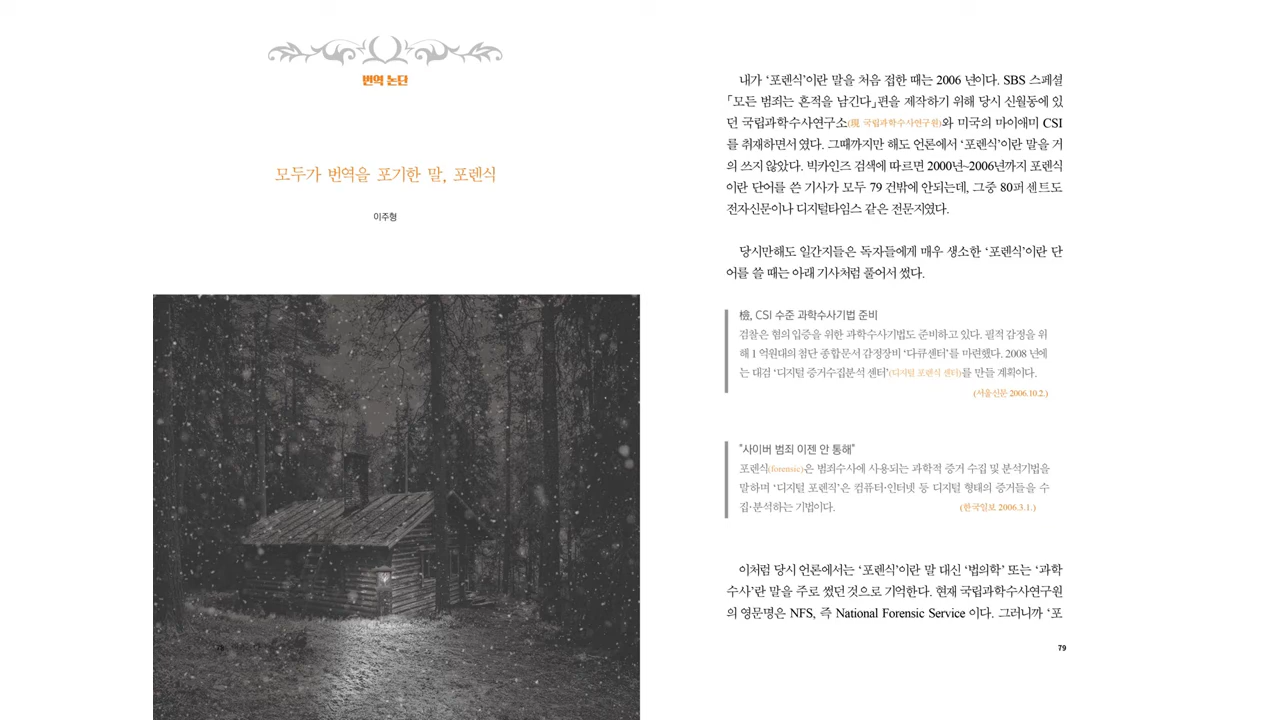 번역 논단
모두가 번역을 포기한 말, 포렌식
이주형
내가 ‘포렌식’이란 말을 처음 접한 때는 2006 년이다. SBS 스페셜
「모든 범죄는 흔적을 남긴다」편을 제작하기 위해 당시 신월동에 있
던 국립과학수사연구소(現 국립과학수사연구원)와 미국의 마이애미 CSI
를 취재하면서였다. 그때까지만 해도 언론에서 ‘포렌식’이란 말을 거
의 쓰지 않았다. 빅카인즈 검색에 따르면 2000년~2006년까지 포렌식
이란 단어를 쓴 기사가 모두 79 건밖에 안되는데, 그중 80퍼센트도
전자신문이나 디지털타임스 같은 전문지였다.
당시만해도 일간지들은 독자들에게 매우 생소한 ‘포렌식’이란 단
어를 쓸 때는 아래 기사처럼 풀어서 썼다.
檢, CSI 수준 과학수사기법 준비
검찰은 혐의 입증을 위한 과학수사기법도 준비하고 있다. 필적 감정을 위
해 1 억원대의 첨단 종합문서 감정장비 ‘다큐센터’를 마련했다. 2008 년에
는 대검 ‘디지털 증거수집분석 센터’(디지털 포렌식 센터)를 만들 계획이다.
(서울신문 2006.10.2.)
“사이버 범죄 이젠 안 통해”
포렌식(forensic)은 범죄수사에 사용되는 과학적 증거 수집 및 분석기법을
말하며 ‘디지털 포렌직’은 컴퓨터·인터넷 등 디지털 형태의 증거들을 수
집·분석하는 기법이다. (한국일보 2006.3.1.)
이처럼 당시 언론에서는 ‘포렌식’이란 말 대신 ‘법의학’ 또는 ‘과학
수사’란 말을 주로 썼던 것으로 기억한다. 현재 국립과학수사연구원
의 영문명은 NFS, 즉 National Forensic Service 이다. 그러니까 ‘포
79